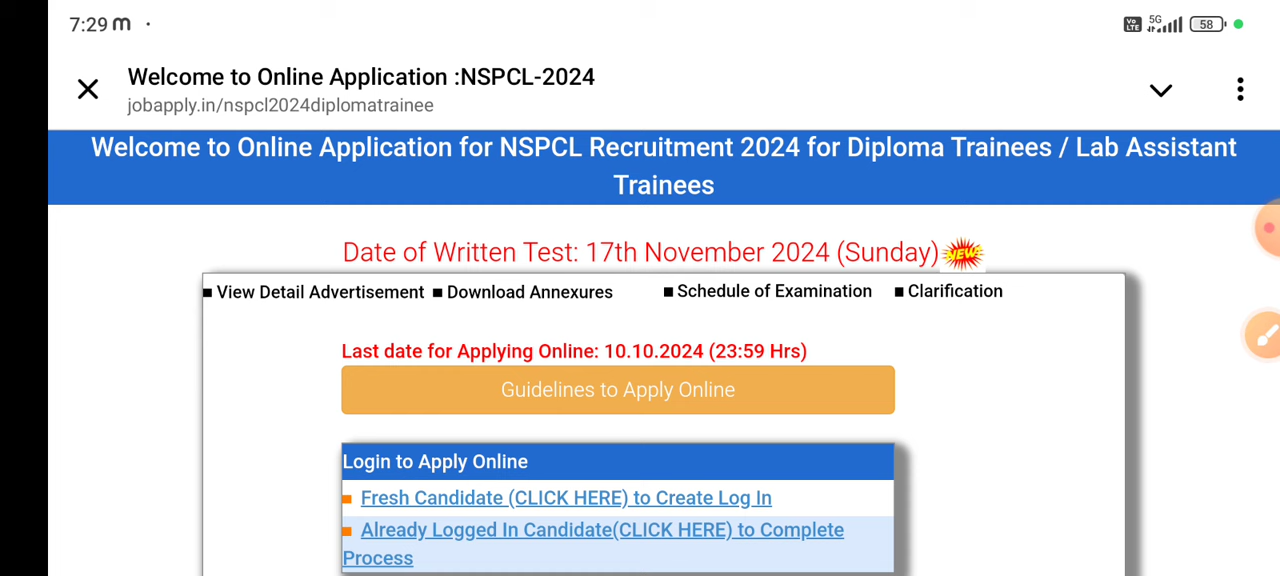 7:29 m
Vo LTE 5G 58
Welcome to Online Application :NSPCL-2024
jobapply.in/nspcl2024diplomatrainee
Welcome to Online Application for NSPCL Recruitment 2024 for Diploma Trainees / Lab Assistant
Trainees
Date of Written Test: 17th November 2024 (Sunday) NEW!
■ View Detail Advertisement ■ Download Annexures ■ Schedule of Examination ■ Clarification
Last date for Applying Online: 10.10.2024 (23:59 Hrs)
Guidelines to Apply Online
Login to Apply Online
Fresh Candidate (CLICK HERE) to Create Log In
Already Logged In Candidate(CLICK HERE) to Complete
Process